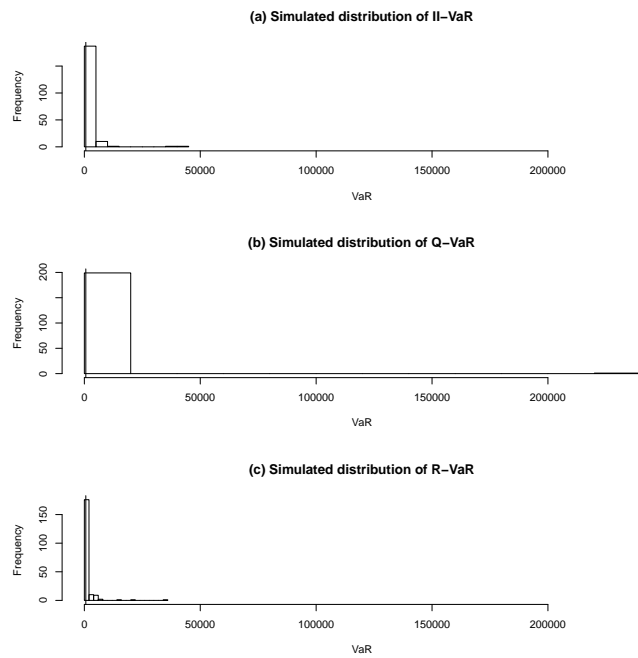 (a) Simulated distribution of II−VaR
Frequency
0 50 100
0 50000 100000 150000 200000
VaR
(b) Simulated distribution of Q−VaR
Frequency
0 50 100 200
0 50000 100000 150000 200000
VaR
(c) Simulated distribution of R−VaR
Frequency
0 50 100 150
0 50000 100000 150000 200000
VaR